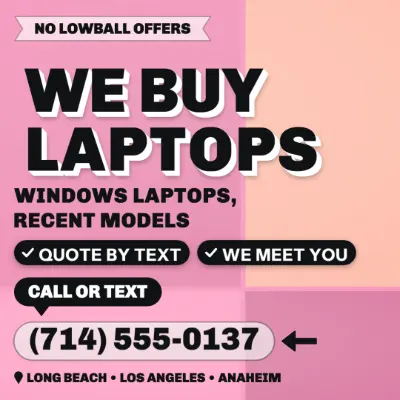 NO LOWBALL OFFERS
WE BUY
LAPTOPS
WINDOWS LAPTOPS,
RECENT MODELS
QUOTE BY TEXT
WE MEET YOU
CALL OR TEXT
(714) 555-0137
LONG BEACH • LOS ANGELES • ANAHEIM